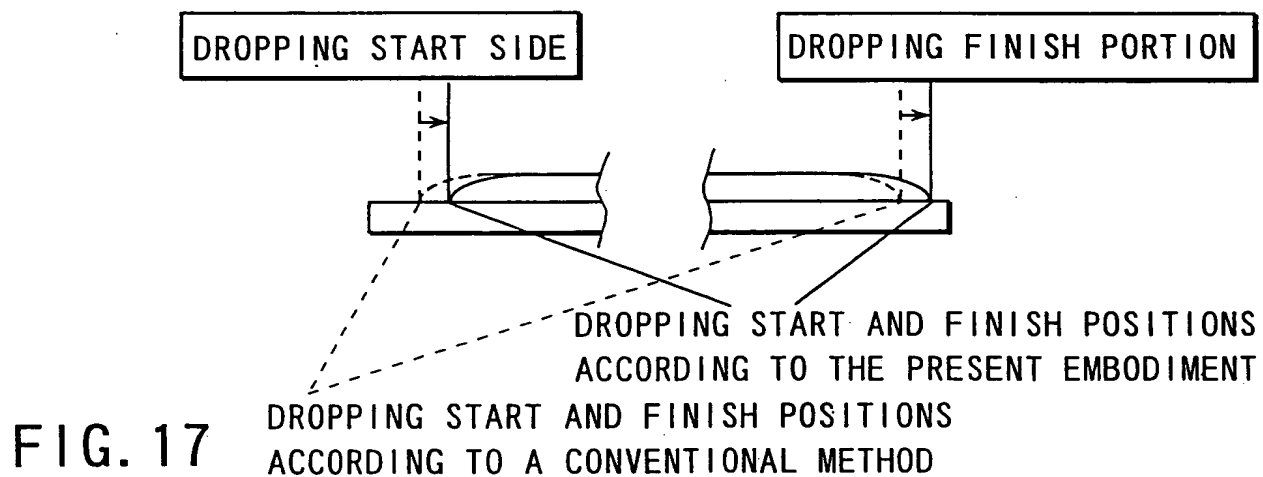 DROPPING START SIDE
DROPPING FINISH PORTION
DROPPING START AND FINISH POSITIONS
ACCORDING TO THE PRESENT EMBODIMENT
DROPPING START AND FINISH POSITIONS
ACCORDING TO A CONVENTIONAL METHOD
FIG. 17